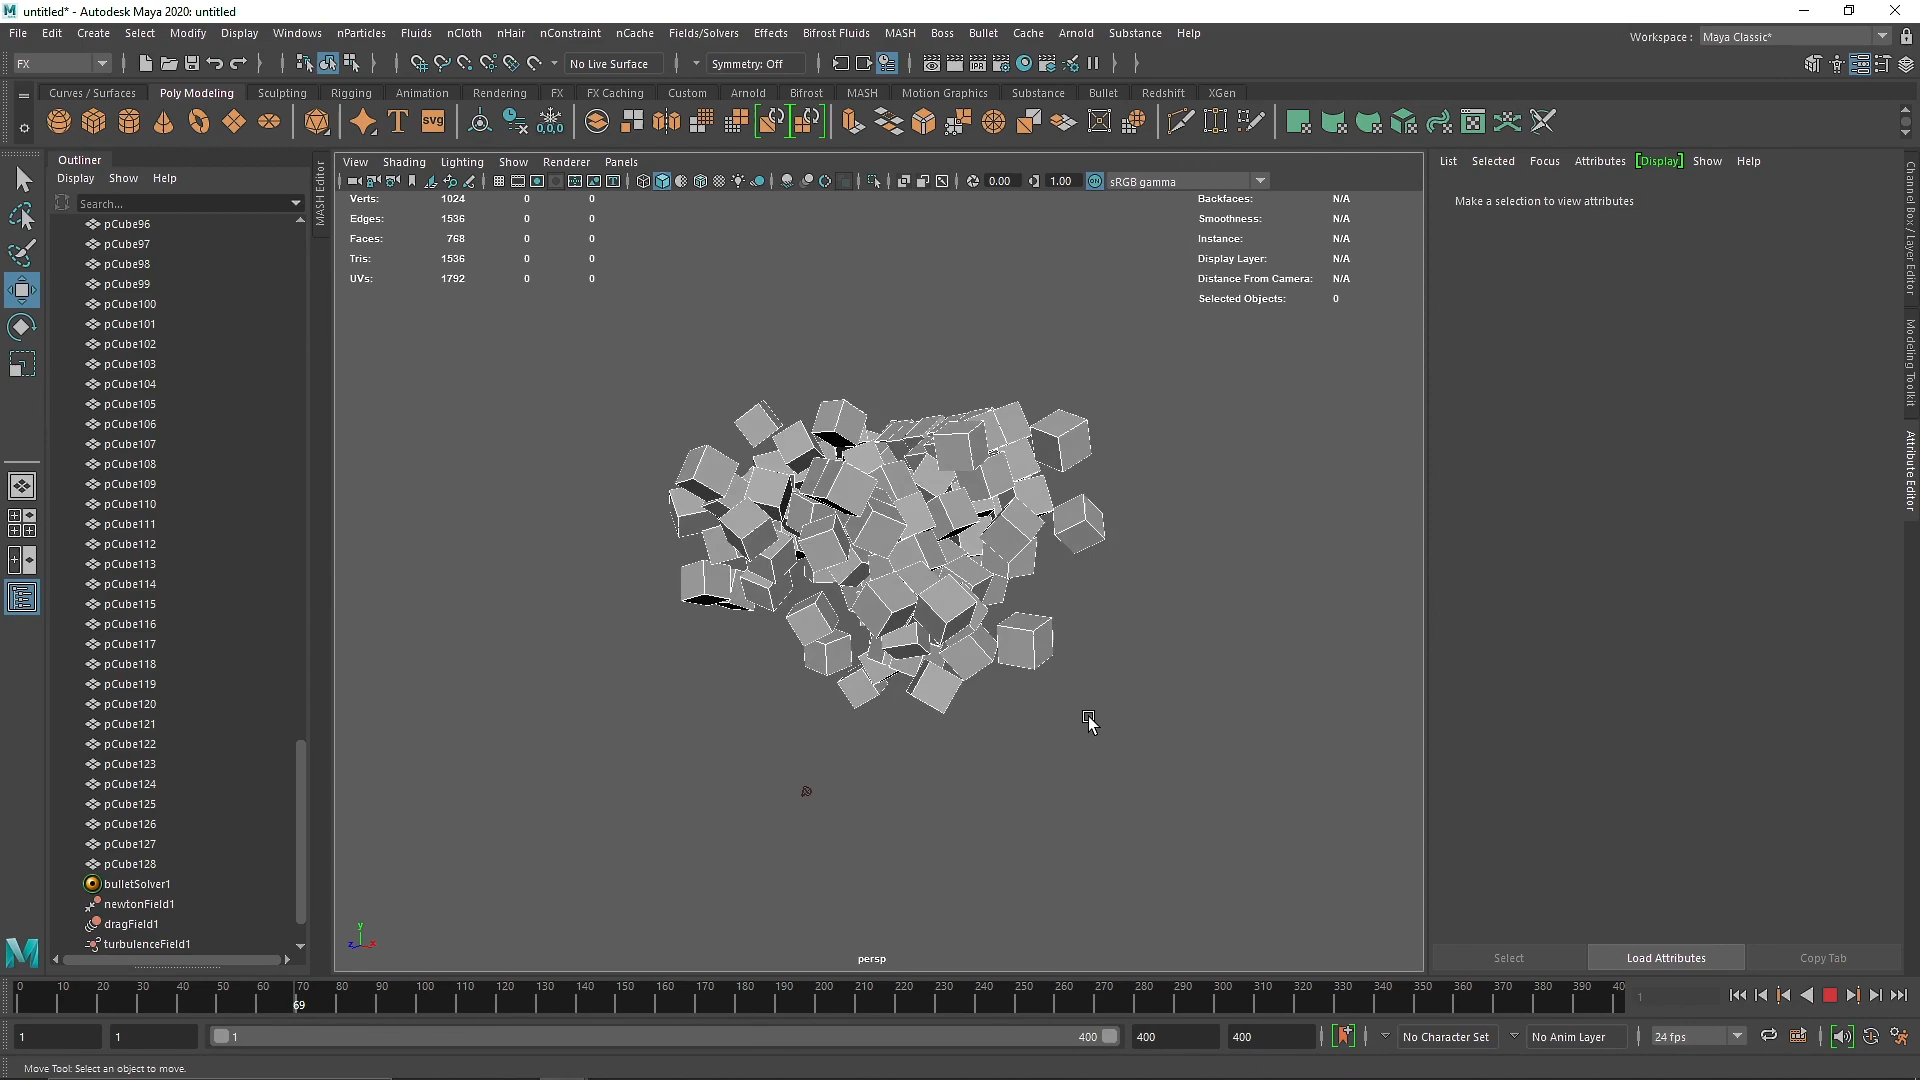 untitled* - Autodesk Maya 2020: untitled
File Edit Create Select Modify Display Windows nParticles Fluids nCloth nHair nConstraint nCache Fields/Solvers Effects Bifrost Fluids MASH Boss Bullet Cache Arnold Substance Help
Workspace : Maya Classic*
FX No Live Surface Symmetry: Off
Curves / Surfaces Poly Modeling Sculpting Rigging Animation Rendering FX FX Caching Custom Arnold Bifrost MASH Motion Graphics Substance Bullet Redshift XGen
T svg 0,0,0
Outliner
Display Show Help
Search...
pCube96
pCube97
pCube98
pCube99
pCube100
pCube101
pCube102
pCube103
pCube104
pCube105
pCube106
pCube107
pCube108
pCube109
pCube110
pCube111
pCube112
pCube113
pCube114
pCube115
pCube116
pCube117
pCube118
pCube119
pCube120
pCube121
pCube122
pCube123
pCube124
pCube125
pCube126
pCube127
pCube128
bulletSolver1
newtonField1
dragField1
turbulenceField1
MASH Editor
View Shading Lighting Show Renderer Panels
0.00 1.00 ON sRGB gamma
Verts: 1024 0 0
Edges: 1536 0 0
Faces: 768 0 0
Tris: 1536 0 0
UVs: 1792 0 0
Backfaces: N/A
Smoothness: N/A
Instance: N/A
Display Layer: N/A
Distance From Camera: N/A
Selected Objects: 0
y
z x
persp
List Selected Focus Attributes [Display] Show Help
Make a selection to view attributes
Select Load Attributes Copy Tab
Channel Box / Layer Editor
Modeling Toolkit
Attribute Editor
0 10 20 30 40 50 60 70 80 90 100 110 120 130 140 150 160 170 180 190 200 210 220 230 240 250 260 270 280 290 300 310 320 330 340 350 360 370 380 390 40
69
1
1 1 1 400 400 400 No Character Set No Anim Layer 24 fps
Move Tool: Select an object to move.